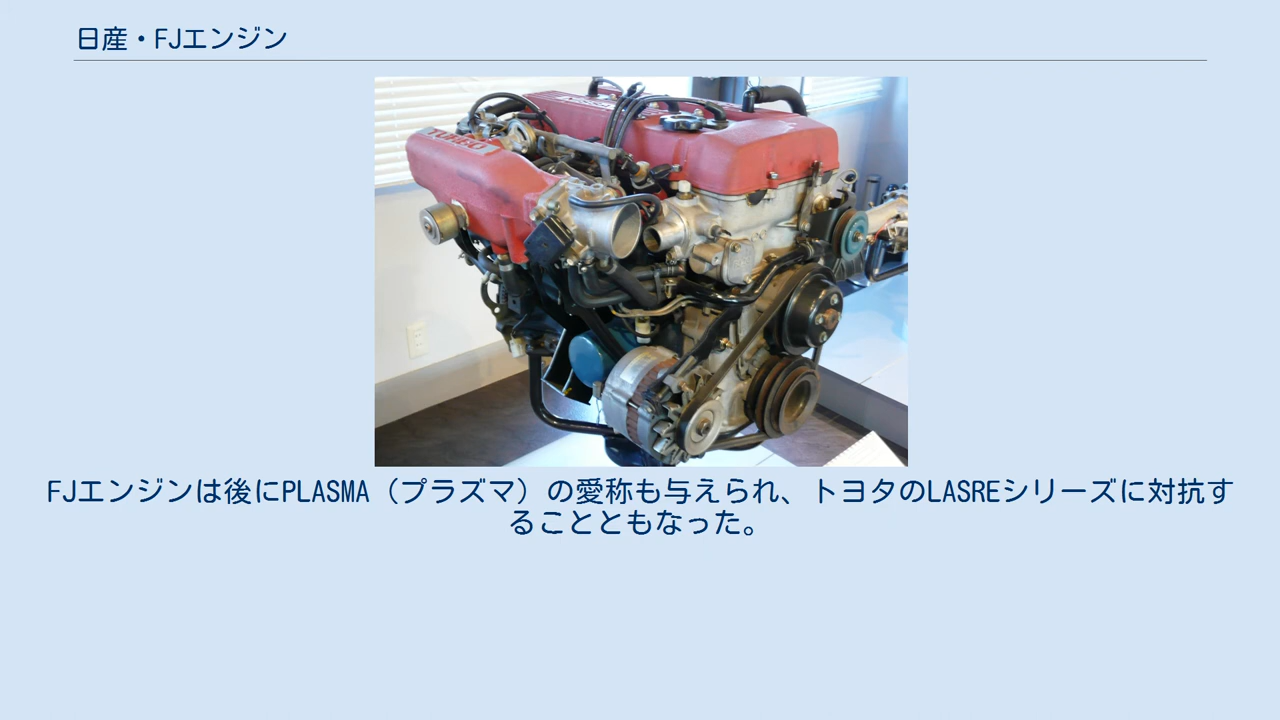 日産・FJエンジン
TURBO
FJエンジンは後にPLASMA（プラズマ）の愛称も与えられ、トヨタのLASREシリーズに対抗す
ることともなった。